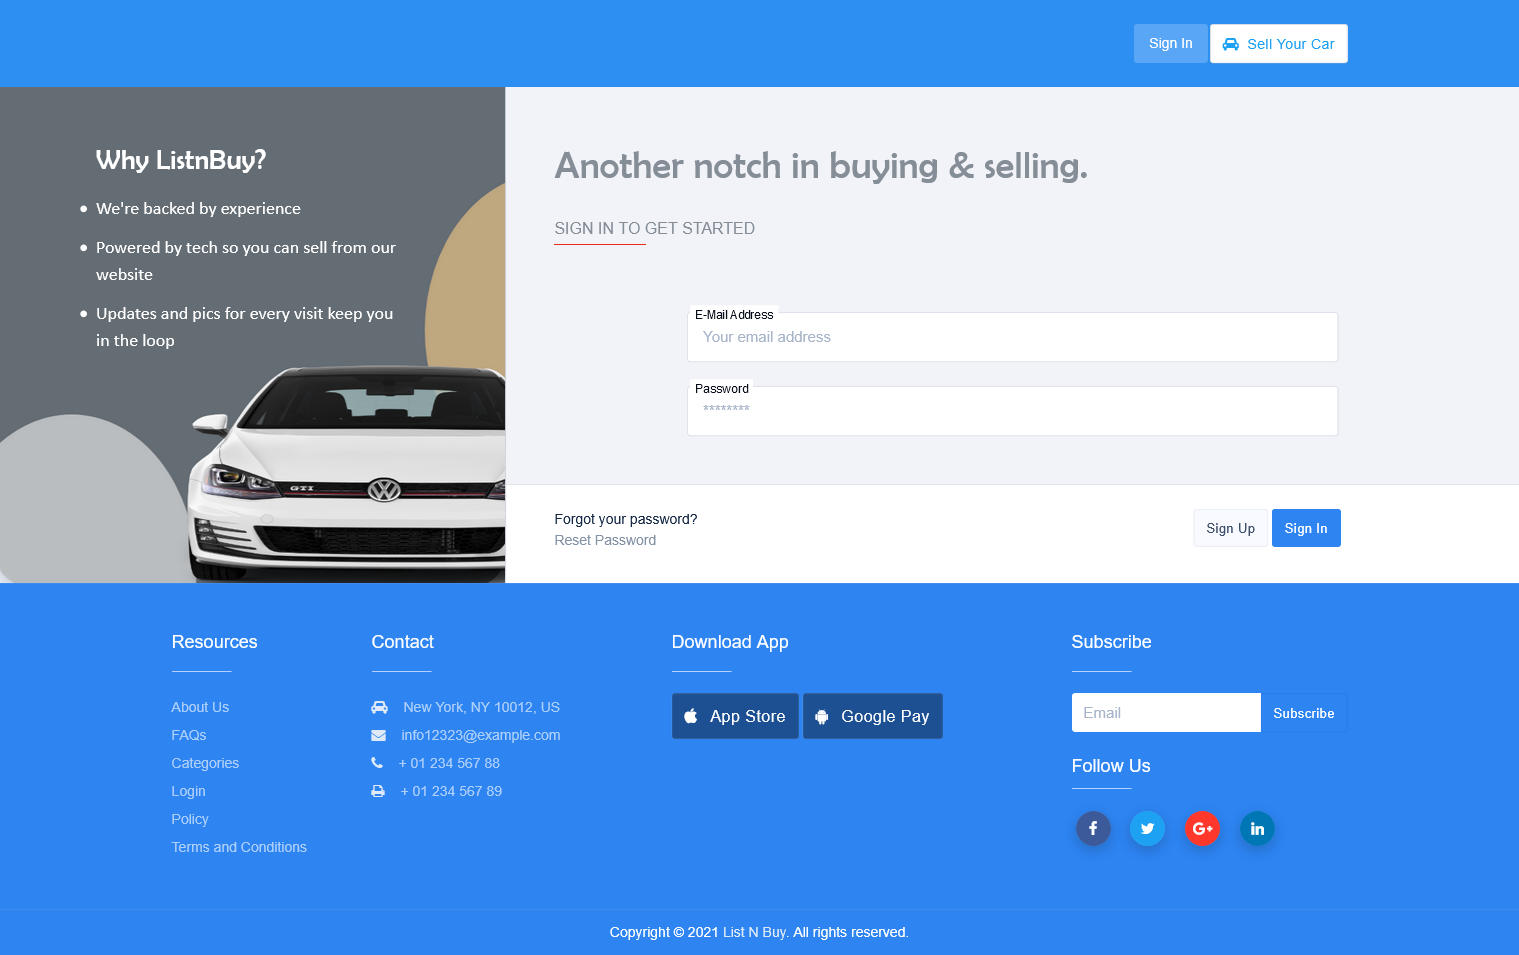 Sign In
Sell Your Car
Why ListnBuy?
We're backed by experience
Powered by tech so you can sell from our
website
Updates and pics for every visit keep you
in the loop
GTI
Another notch in buying & selling.
SIGN IN TO GET STARTED
E-Mail Address
Your email address
Password
********
Forgot your password?
Reset Password
Sign Up
Sign In
Resources
About Us
FAQs
Categories
Login
Policy
Terms and Conditions
Contact
New York, NY 10012, US
info12323@example.com
+ 01 234 567 88
+ 01 234 567 89
Download App
App Store
Google Pay
Subscribe
Email
Subscribe
Follow Us
Copyright © 2021 List N Buy. All rights reserved.